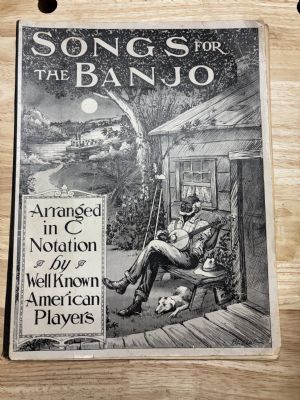 SONGS FOR
THE BANJO
Arranged
in C
Notation
by
Well Known
American
Players